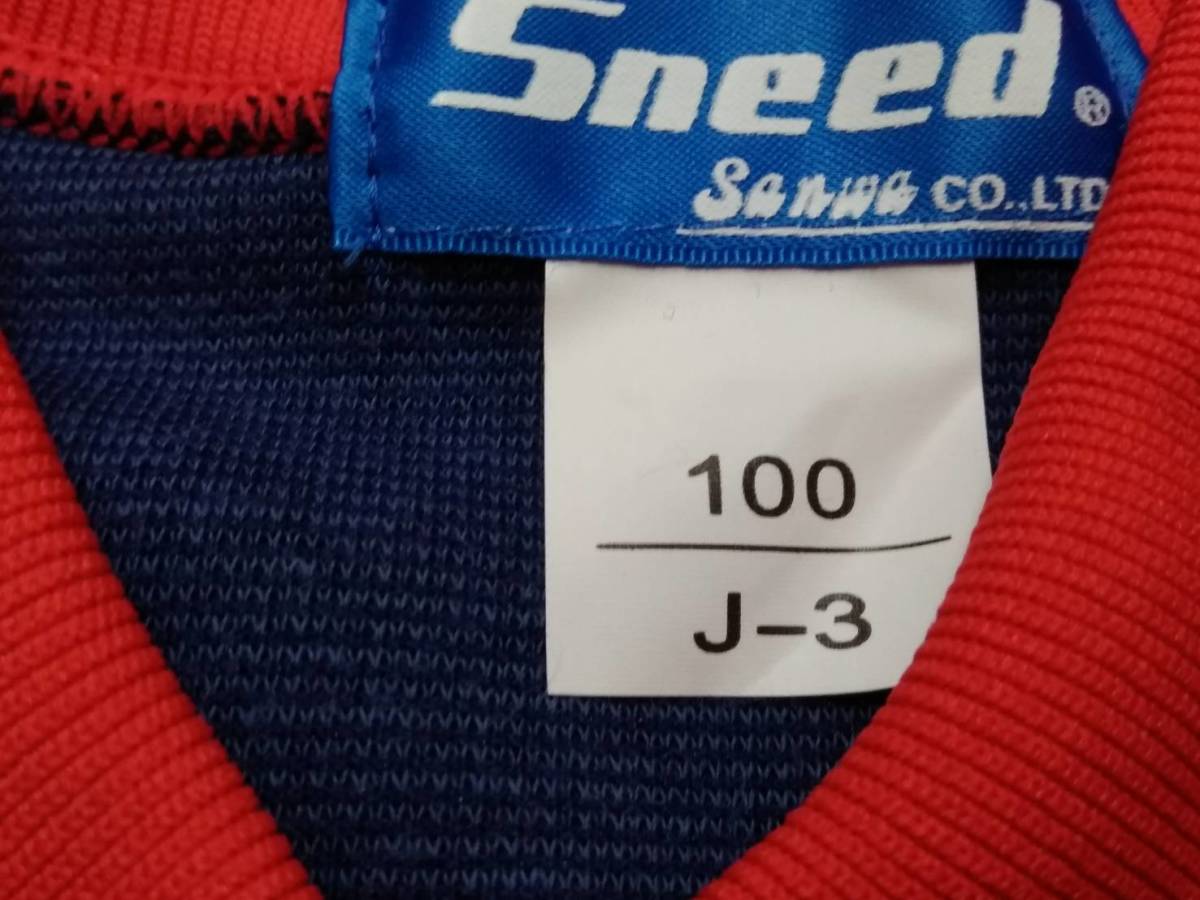 Sneed®
Sanwa CO.,LTD
100
J-3